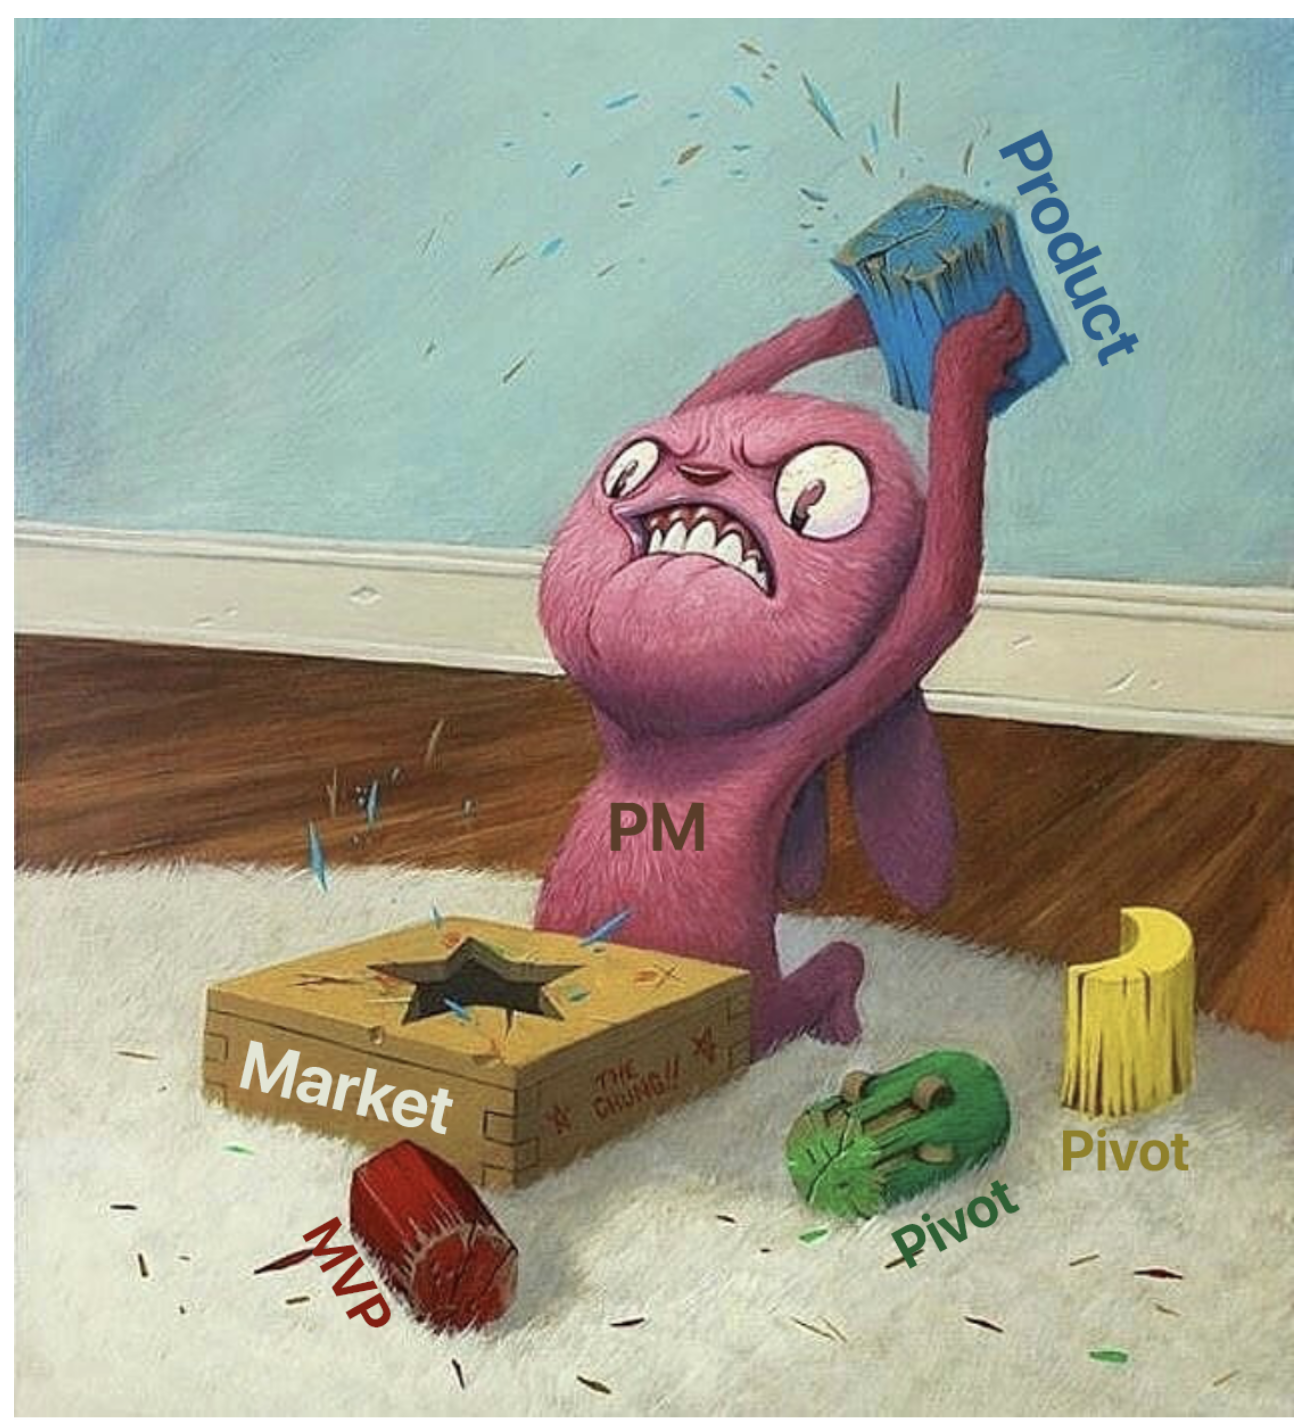 Product
PM
Market
THE
CHUNG!!
Pivot
Pivot
MVP